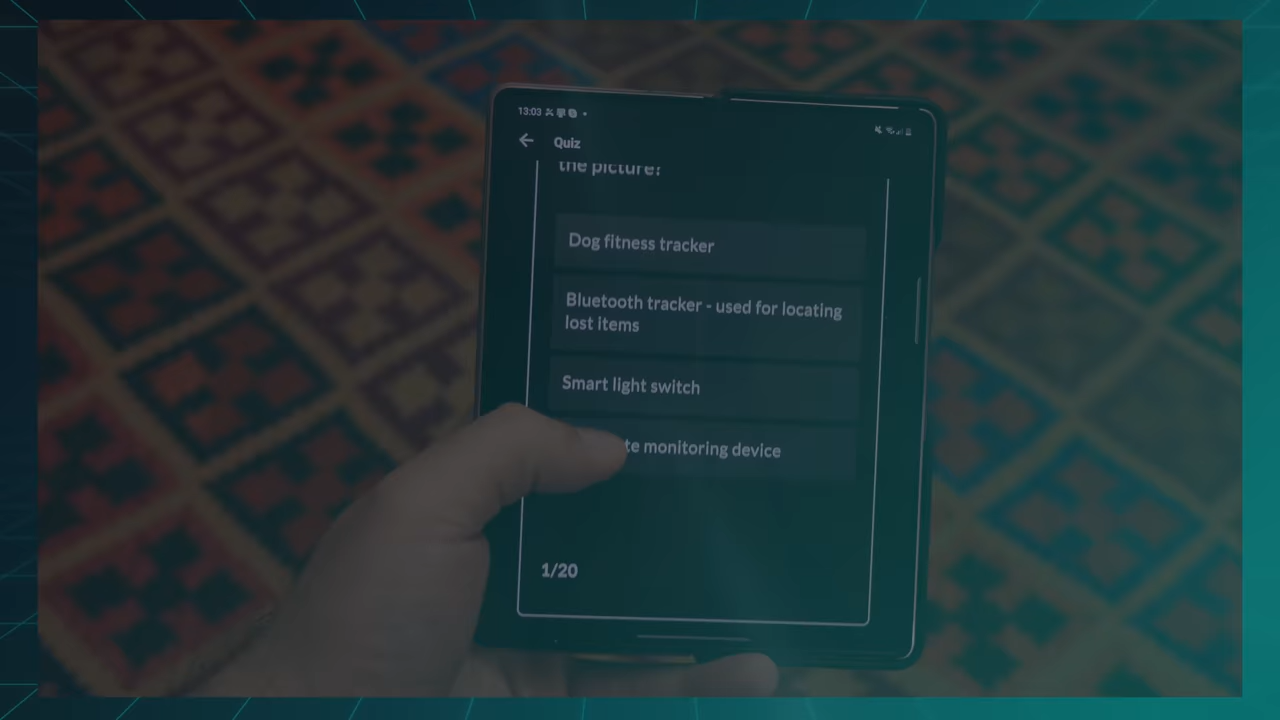 13:03
Quiz
the picture?
Dog fitness tracker
Bluetooth tracker - used for locating
lost items
Smart light switch
te monitoring device
1/20